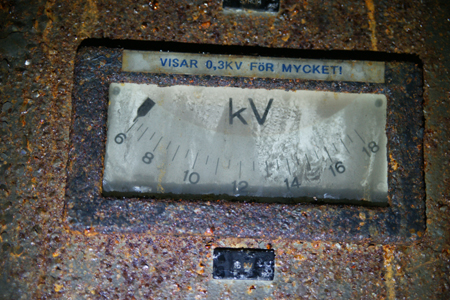 VISAR 0,3KV FÖR MYCKET!
kV
6 8 10 12 14 16 18